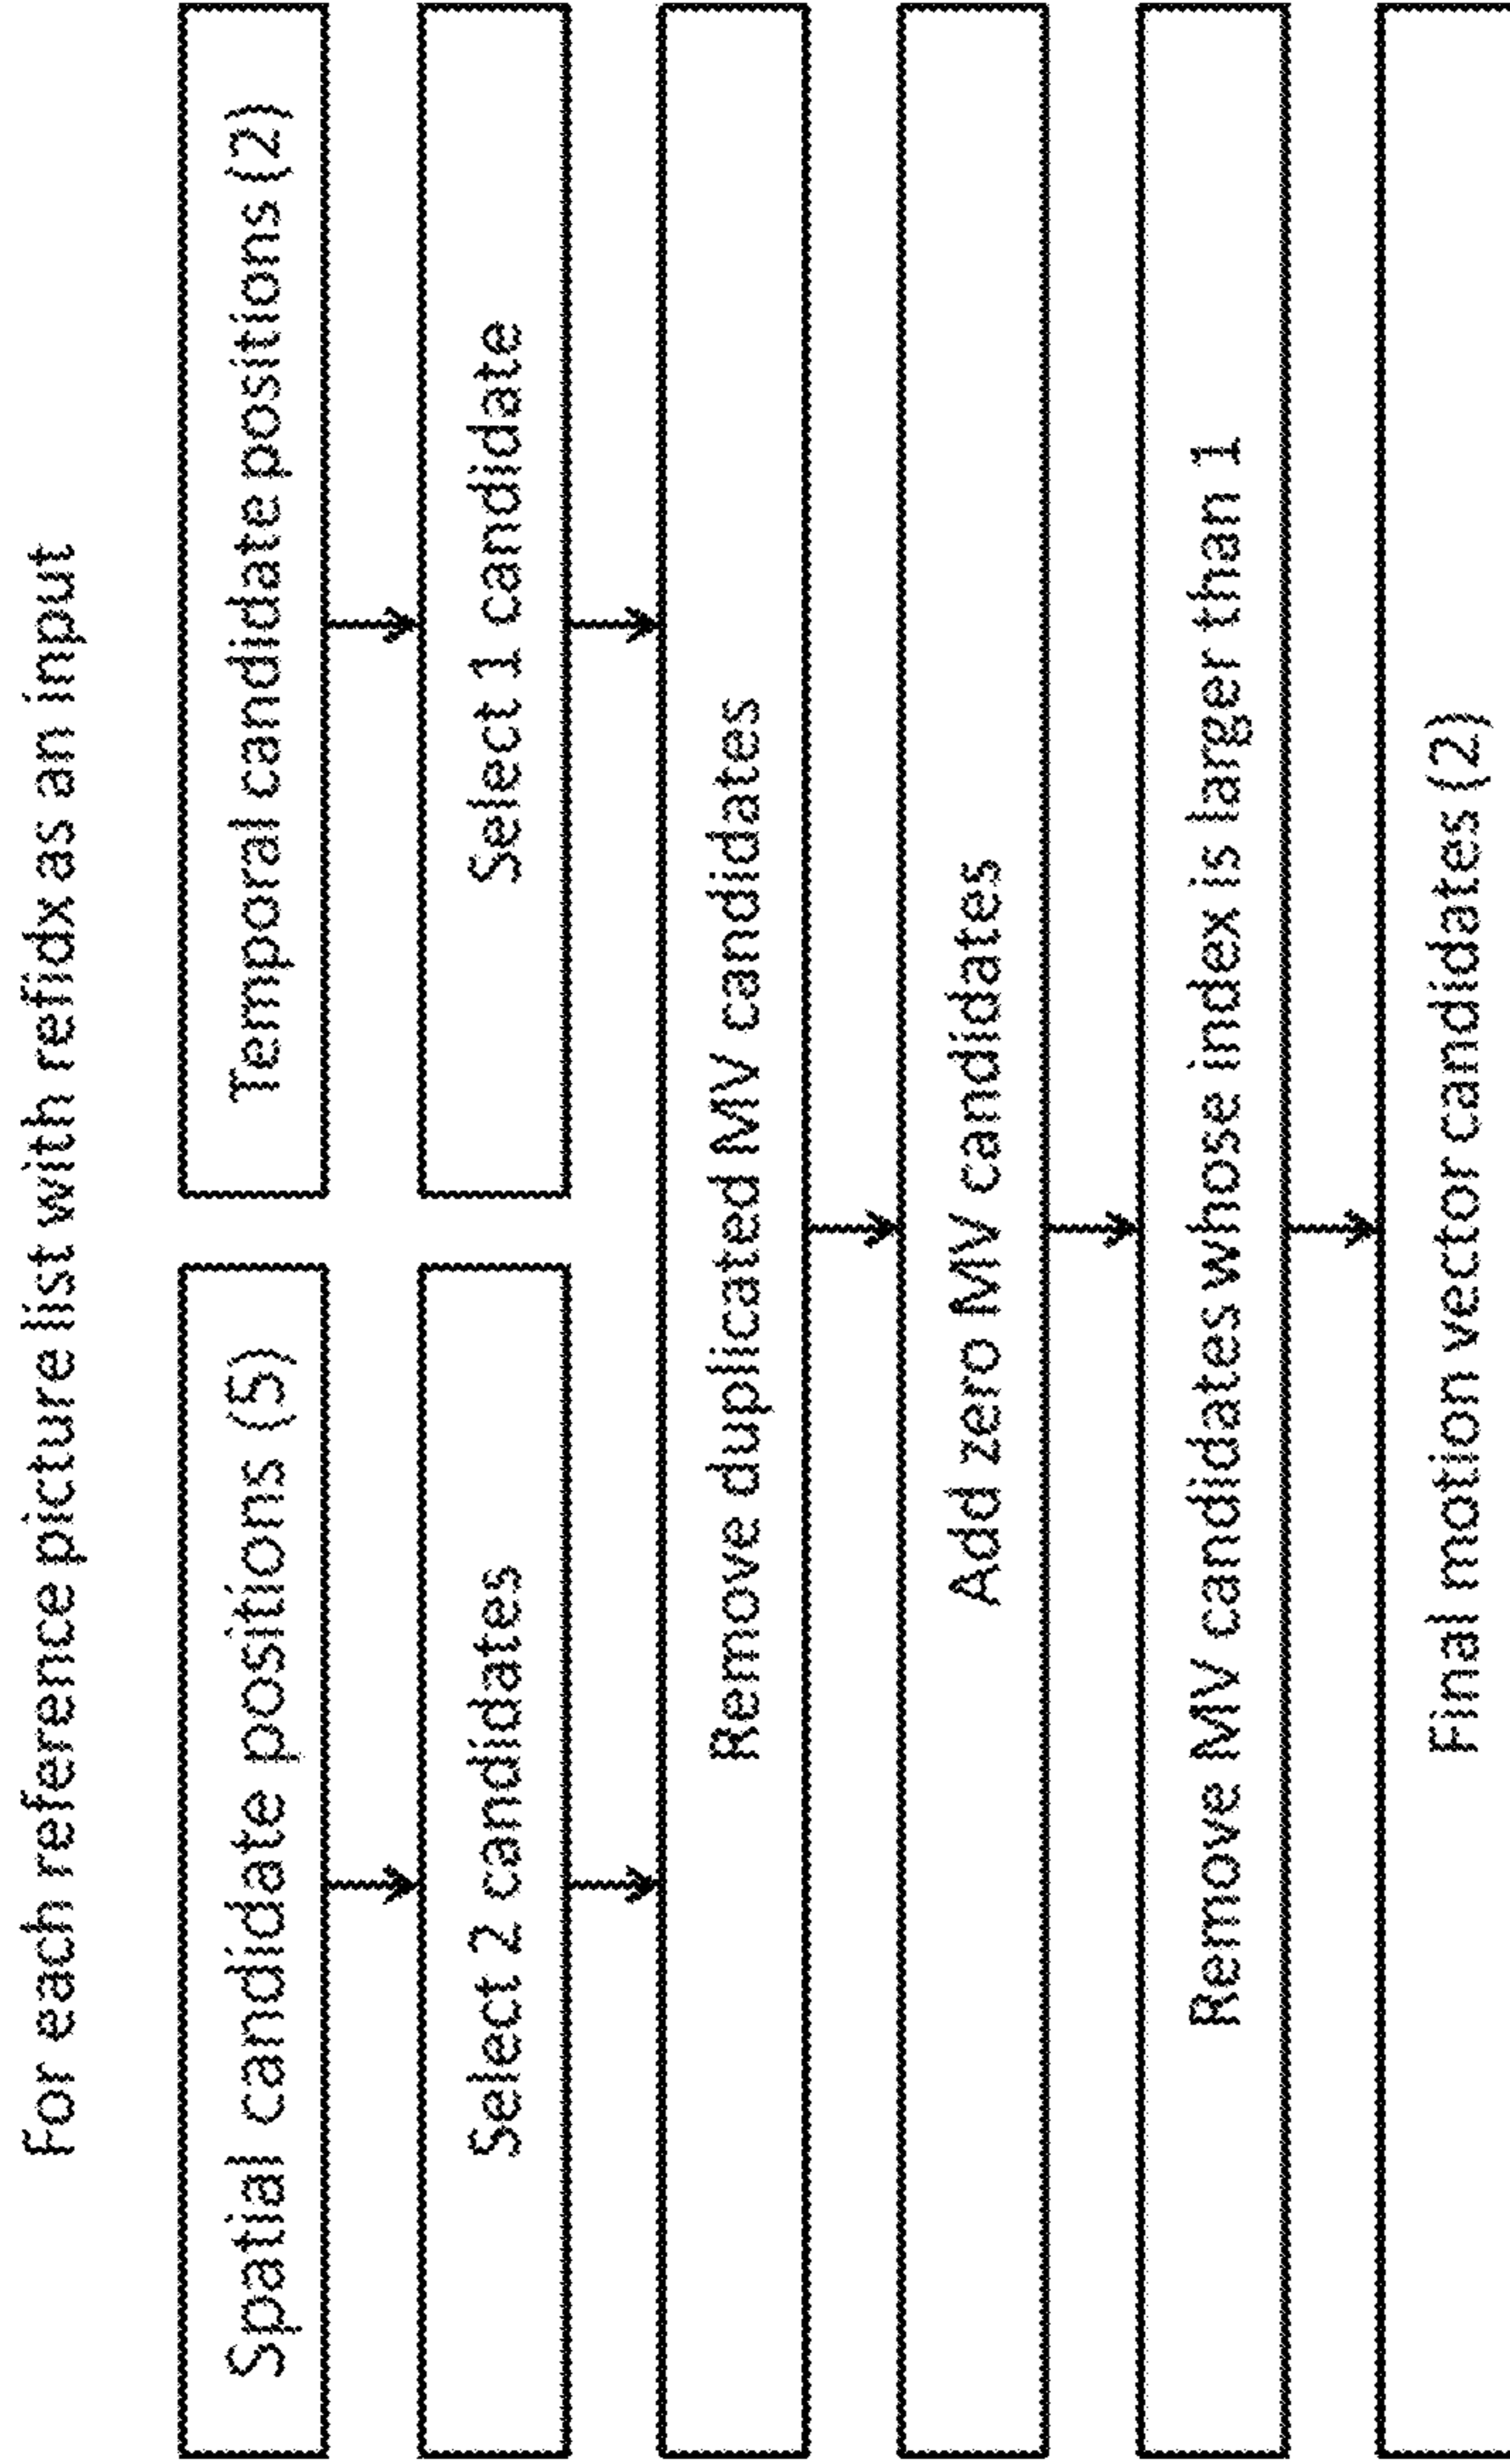 For each reference picture list with refidx as an input
Spatial candidate positions (5)
Temporal candidate positions (2)
Select 2 candidates
Select 1 candidate
Remove duplicated MV candidates
Add zero MV candidates
Remove MV candidates whose index is larger than 1
Final motion vector candidates (2)